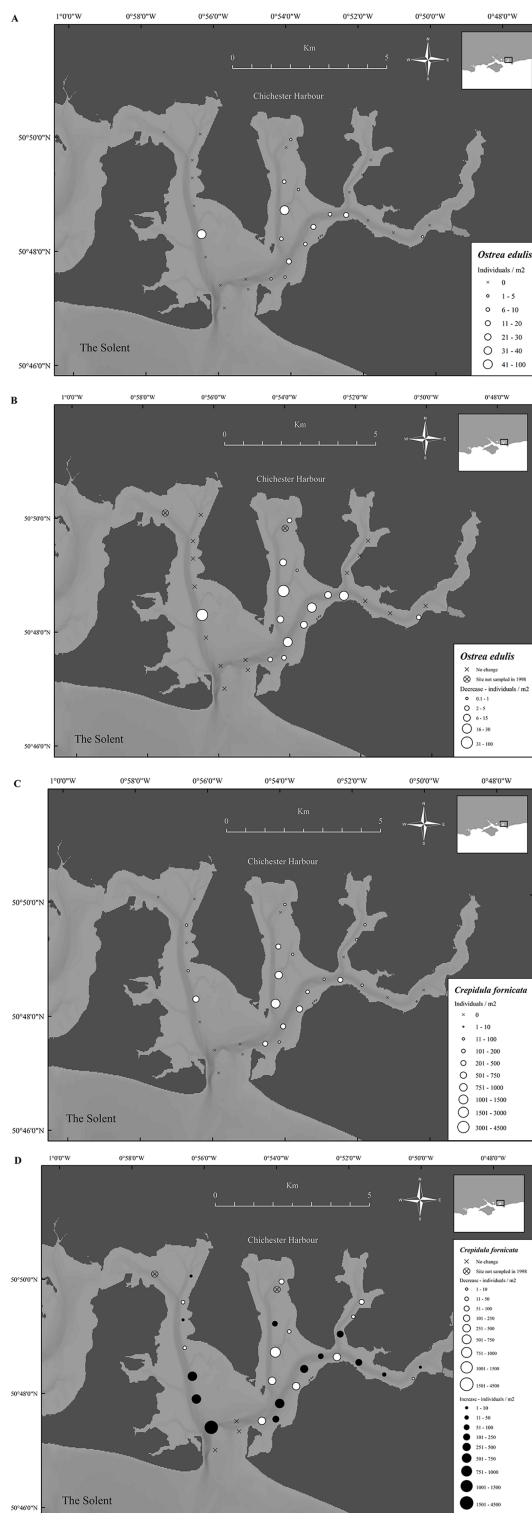 A
1°0'0"W 0°58'0"W 0°56'0"W 0°54'0"W 0°52'0"W 0°50'0"W 0°48'0"W
Km
0 5
N
W E
S
Chichester Harbour
50°50'0"N
50°48'0"N
50°46'0"N
The Solent
Ostrea edulis
Individuals / m2
0
1 - 5
6 - 10
11 - 20
21 - 30
31 - 40
41 - 100
B
1°0'0"W 0°58'0"W 0°56'0"W 0°54'0"W 0°52'0"W 0°50'0"W 0°48'0"W
Km
0 5
N
W E
S
Chichester Harbour
50°50'0"N
50°48'0"N
50°46'0"N
The Solent
Ostrea edulis
No change
Site not sampled in 1998
Decrease - individuals / m2
0.1 - 1
2 - 5
6 - 15
16 - 30
31 - 100
C
1°0'0"W 0°58'0"W 0°56'0"W 0°54'0"W 0°52'0"W 0°50'0"W 0°48'0"W
Km
0 5
N
W E
S
Chichester Harbour
50°50'0"N
50°48'0"N
50°46'0"N
The Solent
Crepidula fornicata
Individuals / m2
0
1 - 10
11 - 100
101 - 200
201 - 500
501 - 750
751 - 1000
1001 - 1500
1501 - 3000
3001 - 4500
D
1°0'0"W 0°58'0"W 0°56'0"W 0°54'0"W 0°52'0"W 0°50'0"W 0°48'0"W
Km
0 5
N
W E
S
Chichester Harbour
50°50'0"N
50°48'0"N
50°46'0"N
The Solent
Crepidula fornicata
No change
Site not sampled in 1998
Decrease - individuals / m2
1 - 10
11 - 50
51 - 100
101 - 250
251 - 500
501 - 750
751 - 1000
1001 - 1500
1501 - 4500
Increase - individuals / m2
1 - 10
11 - 50
51 - 100
101 - 250
251 - 500
501 - 750
751 - 1000
1001 - 1500
1501 - 4500